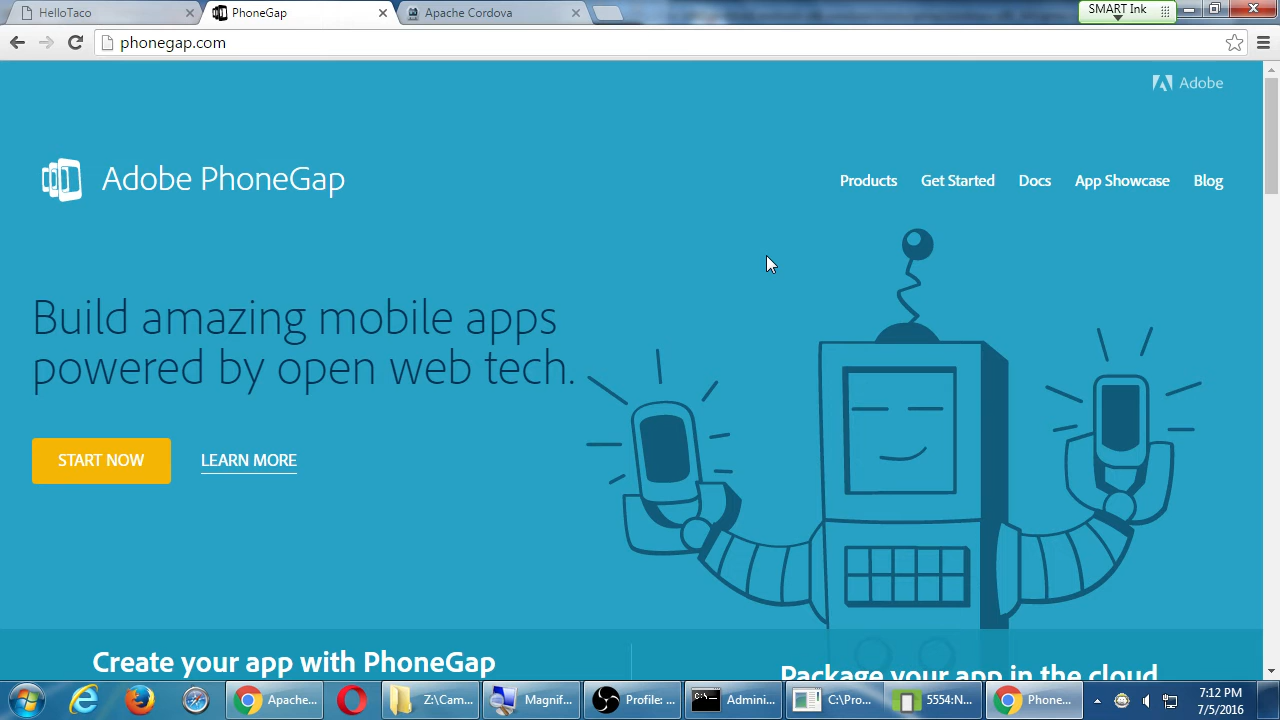 HelloTaco
PhoneGap
Apache Cordova
SMART Ink
phonegap.com
Adobe
Adobe PhoneGap
Products
Get Started
Docs
App Showcase
Blog
Build amazing mobile apps
powered by open web tech.
START NOW
LEARN MORE
Create your app with PhoneGap
Package your app in the cloud
Apache...
Z:\Cam...
Magnif...
Profile: ...
Admini...
C:\Pro...
5554:N...
Phone...
7:12 PM
7/5/2016